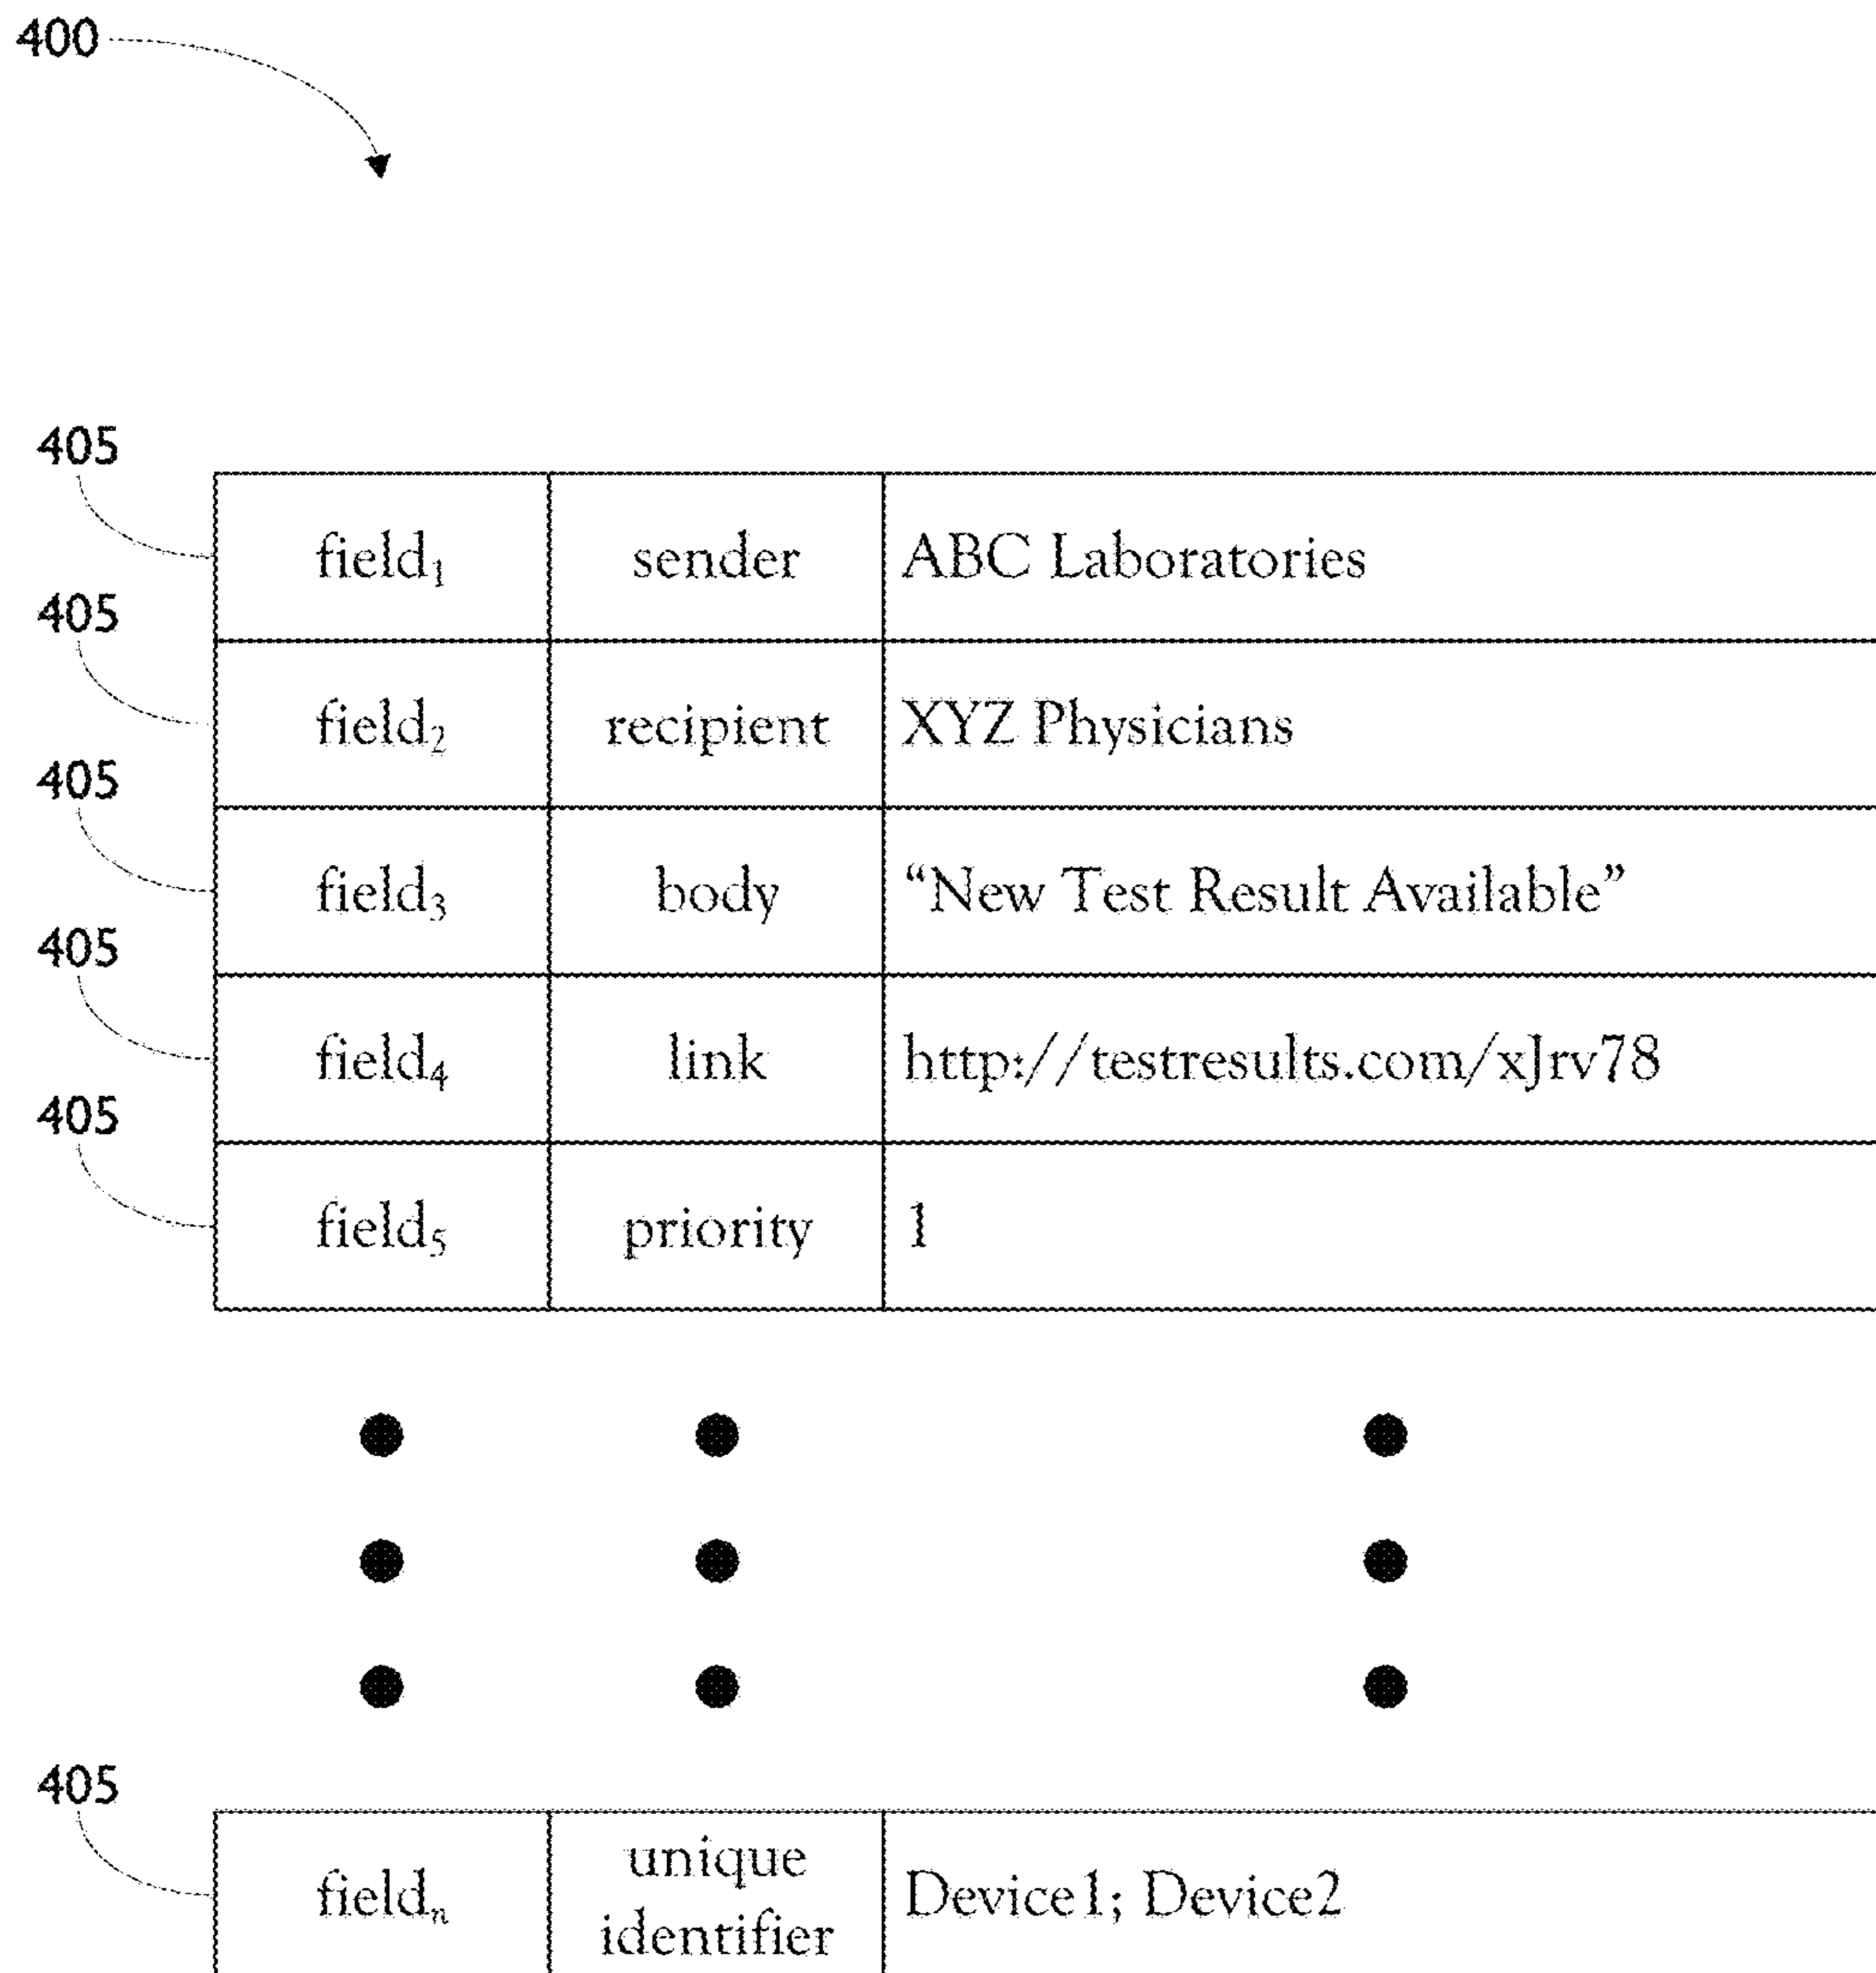 400
405
field₁ sender ABC Laboratories
405
field₂ recipient XYZ Physicians
405
field₃ body “New Test Result Available”
405
field₄ link http://testresults.com/xJrv78
405
field₅ priority 1
405
fieldₙ unique identifier Device1; Device2